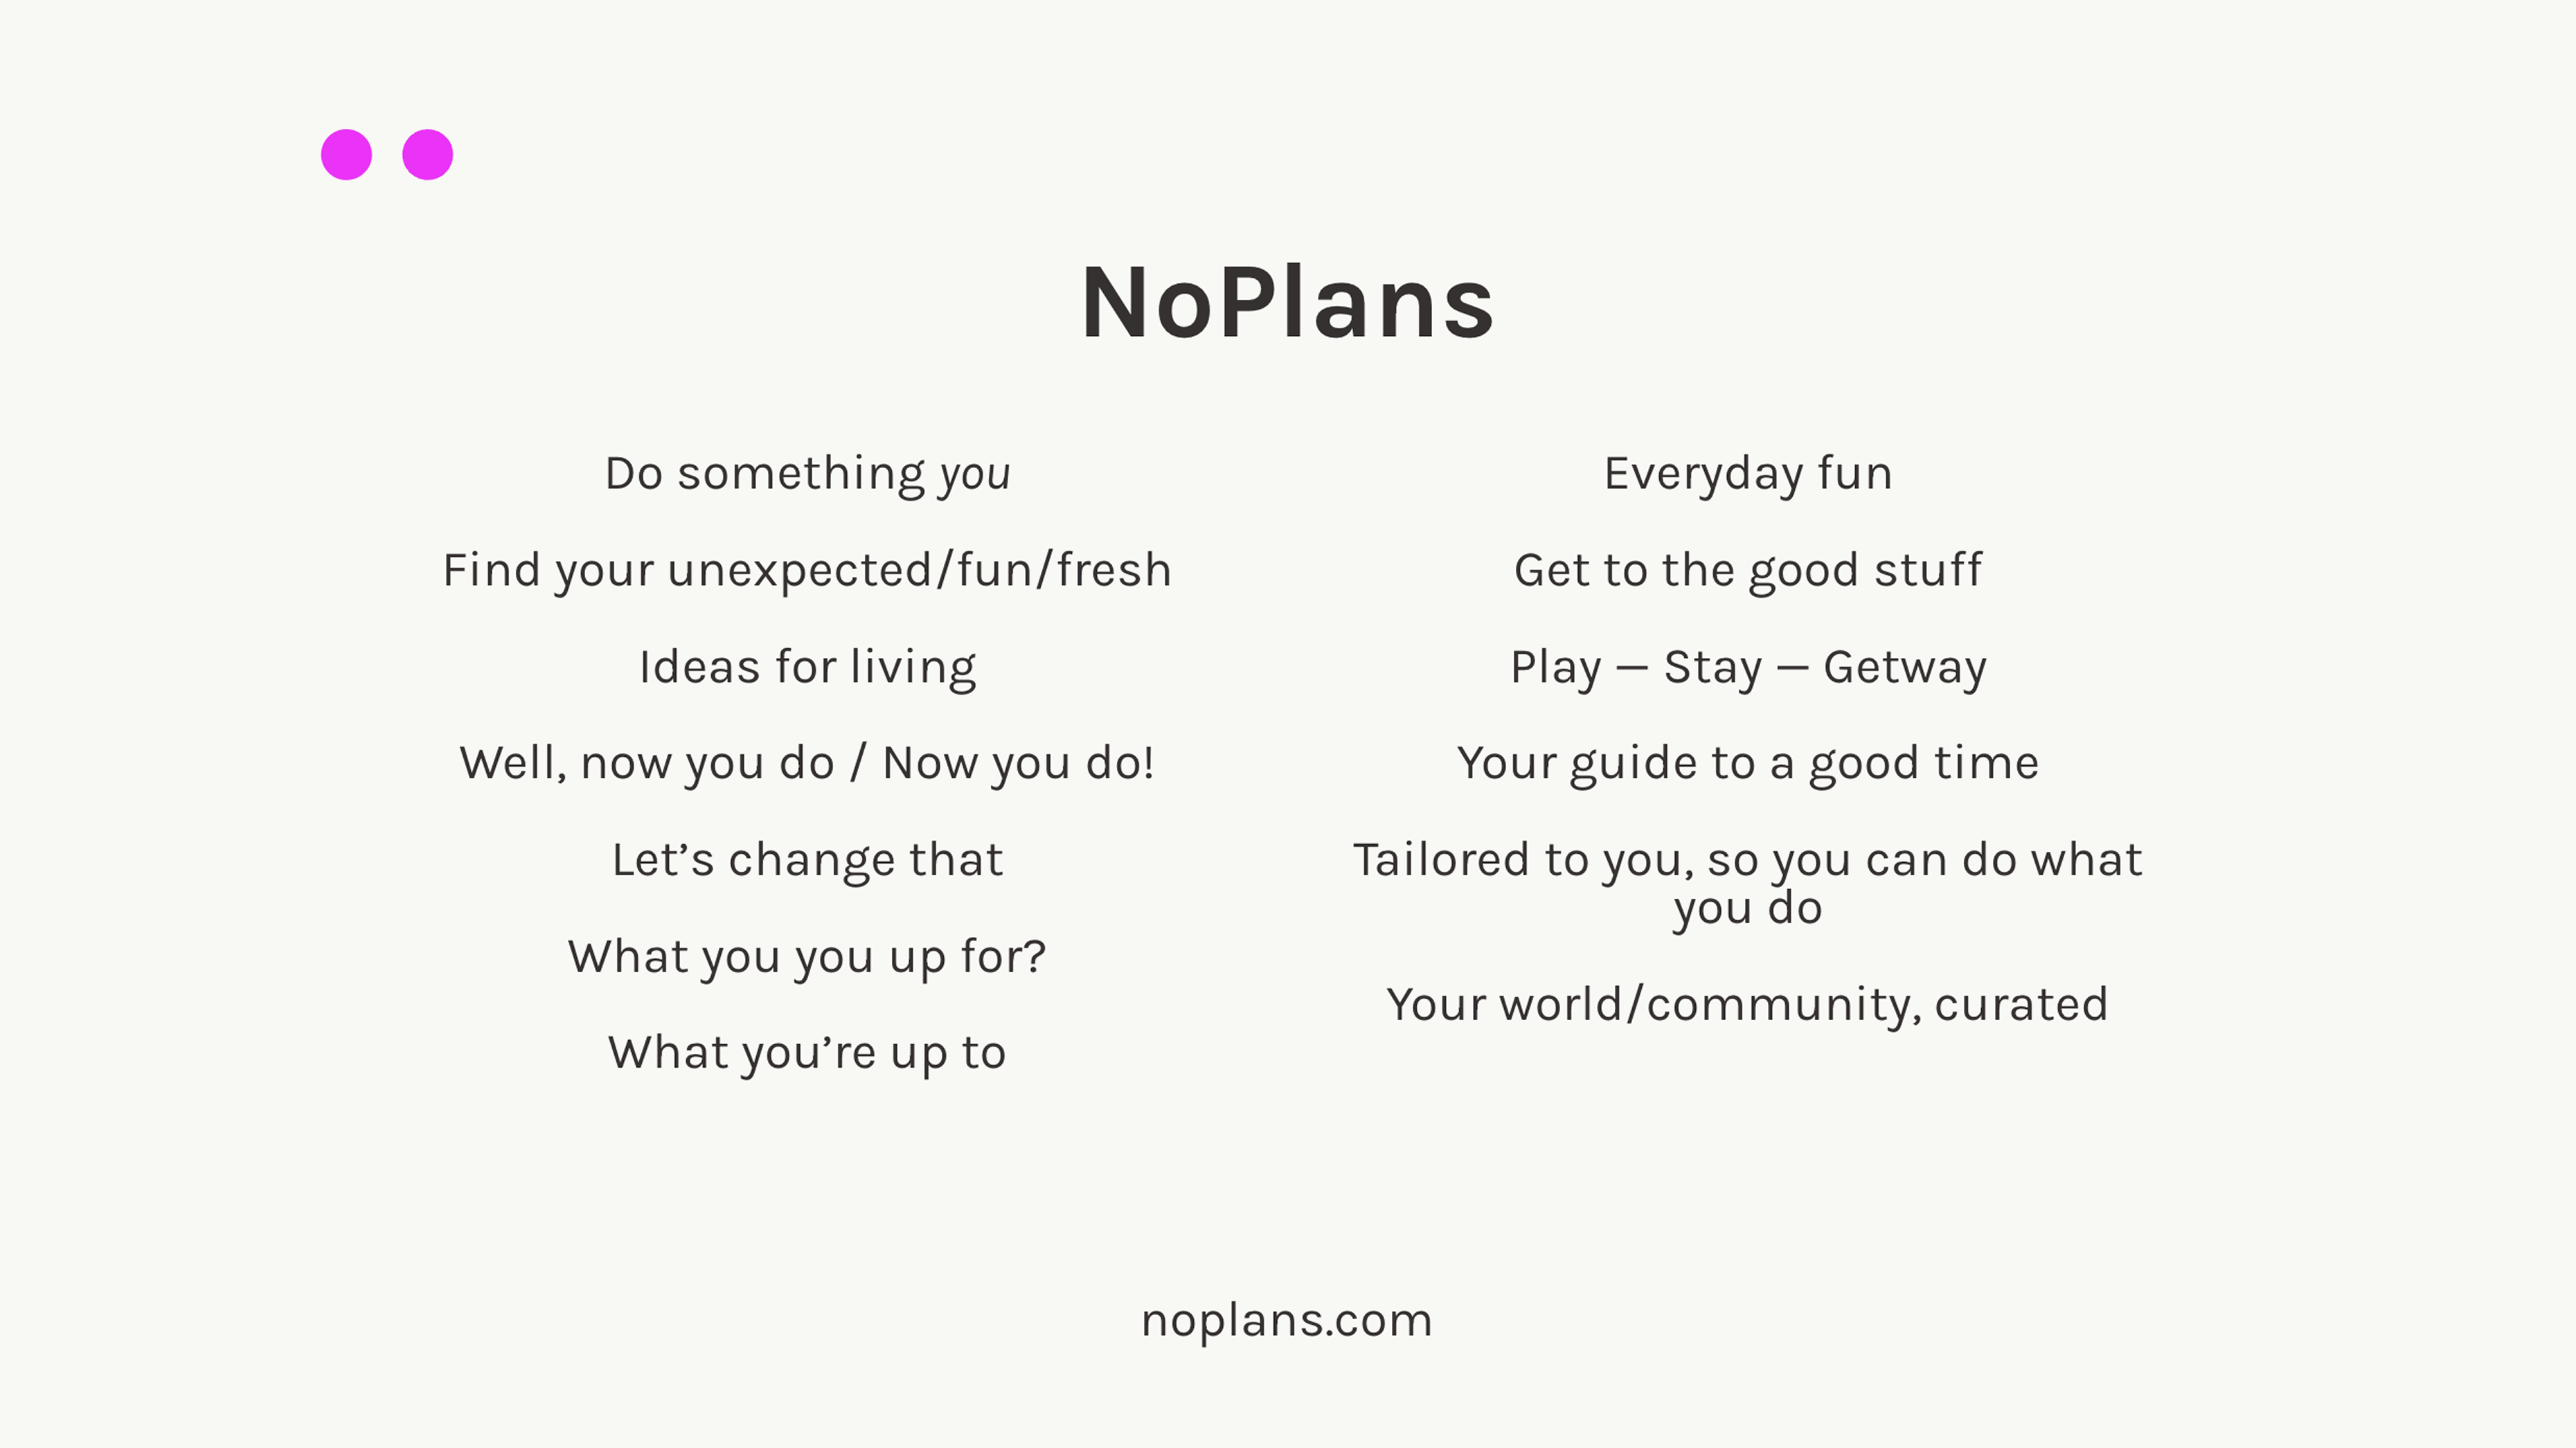 NoPlans
Do something you
Find your unexpected/fun/fresh
Ideas for living
Well, now you do / Now you do!
Let’s change that
What you you up for?
What you’re up to
Everyday fun
Get to the good stuff
Play — Stay — Getway
Your guide to a good time
Tailored to you, so you can do what
you do
Your world/community, curated
noplans.com